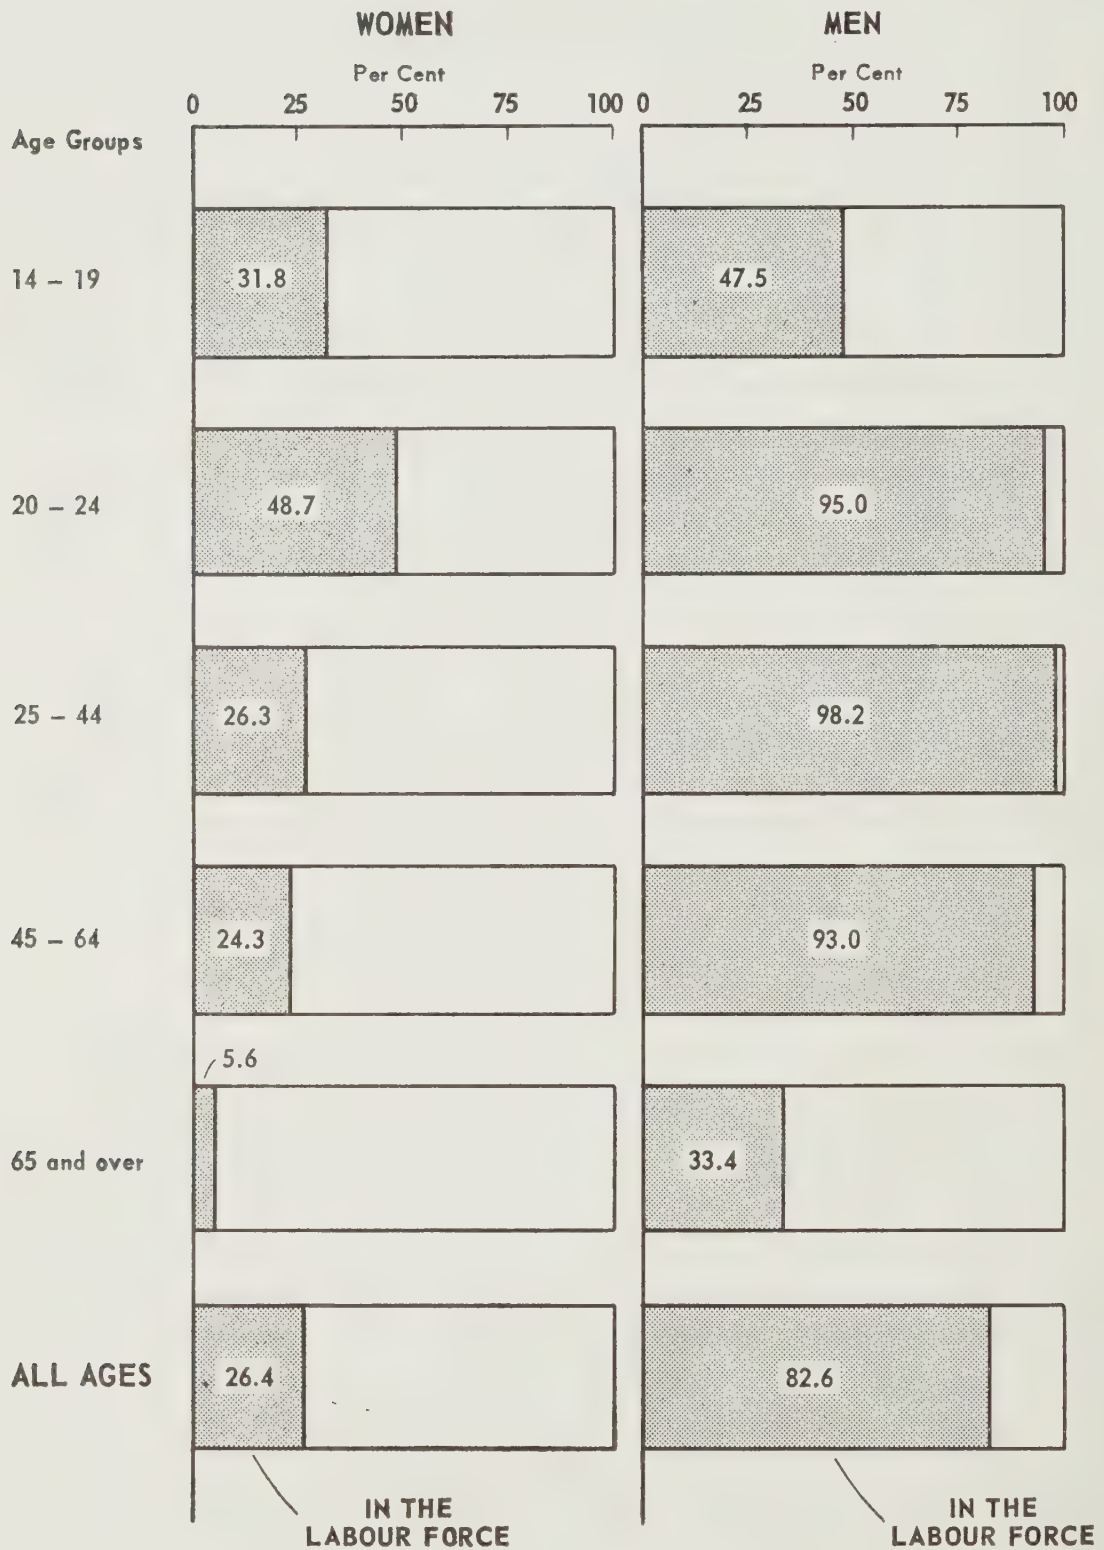 WOMEN MEN
Per Cent Per Cent
0 25 50 75 100 0 25 50 75 100
Age Groups
14 – 19 31.8 47.5
20 – 24 48.7 95.0
25 – 44 26.3 98.2
45 – 64 24.3 93.0
5.6
65 and over 33.4
ALL AGES 26.4 82.6
IN THE IN THE
LABOUR FORCE LABOUR FORCE